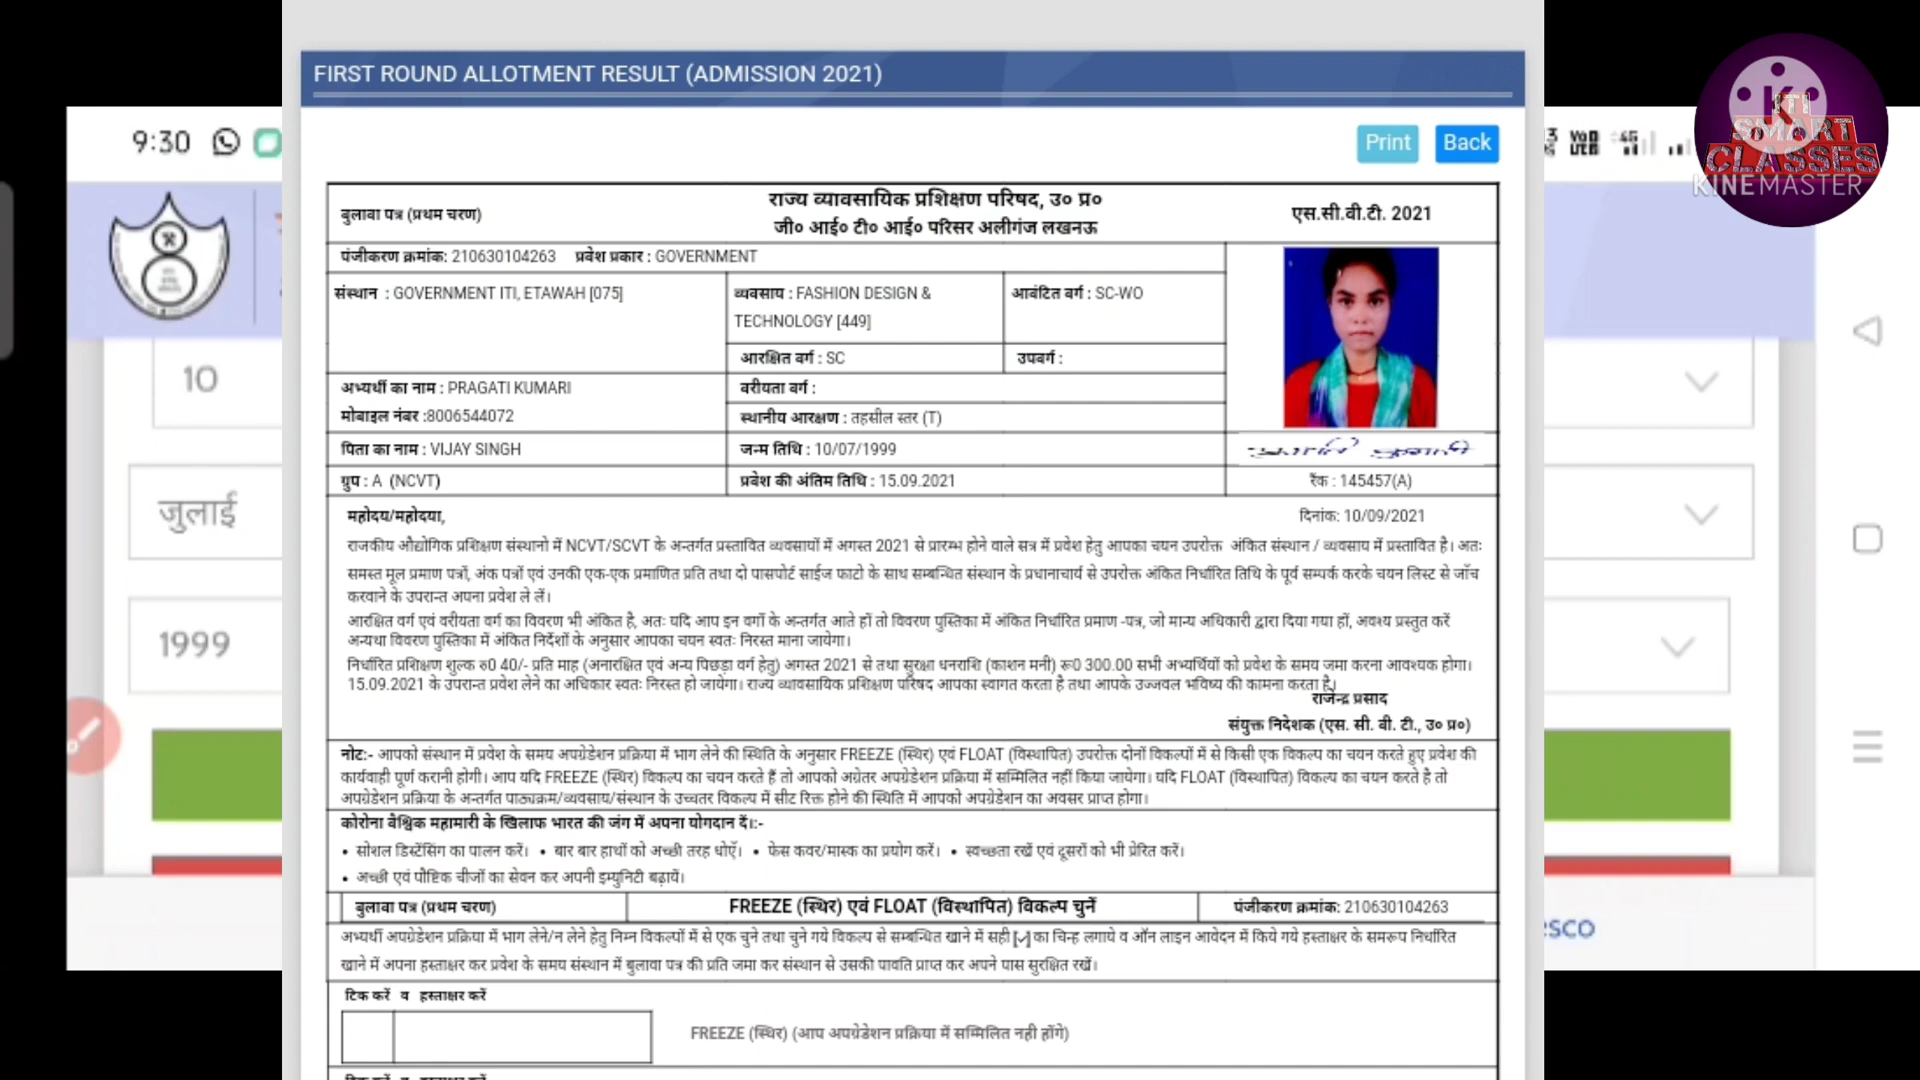 FIRST ROUND ALLOTMENT RESULT (ADMISSION 2021)
9:30
KTI
SMART
CLASSES
KINEMASTER
Print Back
बुलावा पत्र (प्रथम चरण)
राज्य व्यावसायिक प्रशिक्षण परिषद, उ० प्र०
जी० आई० टी० आई० परिसर अलीगंज लखनऊ
एस.सी.वी.टी. 2021
पंजीकरण क्रमांक: 210630104263 प्रवेश प्रकार : GOVERNMENT
संस्थान : GOVERNMENT ITI, ETAWAH [075]
व्यवसाय : FASHION DESIGN &
TECHNOLOGY [449]
आवंटित वर्ग : SC-WO
आरक्षित वर्ग : SC
उपवर्ग :
अभ्यर्थी का नाम : PRAGATI KUMARI
मोबाइल नंबर :8006544072
वरीयता वर्ग :
स्थानीय आरक्षण : तहसील स्तर (T)
पिता का नाम : VIJAY SINGH
जन्म तिथि : 10/07/1999
ग्रुप : A (NCVT)
प्रवेश की अंतिम तिथि : 15.09.2021
रैंक : 145457(A)
10
जुलाई
1999
महोदय/महोदया,
दिनांक: 10/09/2021
राजकीय औद्योगिक प्रशिक्षण संस्थानो में NCVT/SCVT के अन्तर्गत प्रस्तावित व्यवसायों में अगस्त 2021 से प्रारम्भ होने वाले सत्र में प्रवेश हेतु आपका चयन उपरोक्त अंकित संस्थान / व्यवसाय में प्रस्तावित है। अतः
समस्त मूल प्रमाण पत्रों, अंक पत्रों एवं उनकी एक-एक प्रमाणित प्रति तथा दो पासपोर्ट साईज फाटो के साथ सम्बन्धित संस्थान के प्रधानाचार्य से उपरोक्त अंकित निर्धारित तिथि के पूर्व सम्पर्क करके चयन लिस्ट से जाँच
करवाने के उपरान्त अपना प्रवेश ले लें।
आरक्षित वर्ग एवं वरीयता वर्ग का विवरण भी अंकित है, अतः यदि आप इन वर्गों के अन्तर्गत आते हों तो विवरण पुस्तिका में अंकित निर्धारित प्रमाण -पत्र, जो मान्य अधिकारी द्वारा दिया गया हों, अवश्य प्रस्तुत करें
अन्यथा विवरण पुस्तिका में अंकित निर्देशों के अनुसार आपका चयन स्वतः निरस्त माना जायेगा।
निर्धारित प्रशिक्षण शुल्क रु0 40/- प्रति माह (अनारक्षित एवं अन्य पिछड़ा वर्ग हेतु) अगस्त 2021 से तथा सुरक्षा धनराशि (काशन मनी) रू0 300.00 सभी अभ्यर्थियों को प्रवेश के समय जमा करना आवश्यक होगा।
15.09.2021 के उपरान्त प्रवेश लेने का अधिकार स्वतः निरस्त हो जायेगा। राज्य व्यावसायिक प्रशिक्षण परिषद आपका स्वागत करता है तथा आपके उज्जवल भविष्य की कामना करता है।
राजेन्द्र प्रसाद
संयुक्त निदेशक (एस. सी. वी. टी., उ० प्र०)
नोट:- आपको संस्थान में प्रवेश के समय अपग्रेडेशन प्रक्रिया में भाग लेने की स्थिति के अनुसार FREEZE (स्थिर) एवं FLOAT (विस्थापित) उपरोक्त दोनों विकल्पों में से किसी एक विकल्प का चयन करते हुए प्रवेश की
कार्यवाही पूर्ण करानी होगी। आप यदि FREEZE (स्थिर) विकल्प का चयन करते हैं तो आपको अग्रेतर अपग्रेडेशन प्रक्रिया में सम्मिलित नहीं किया जायेगा। यदि FLOAT (विस्थापित) विकल्प का चयन करते है तो
अपग्रेडेशन प्रक्रिया के अन्तर्गत पाठ्यक्रम/व्यवसाय/संस्थान के उच्चतर विकल्प में सीट रिक्त होने की स्थिति में आपको अपग्रेडेशन का अवसर प्राप्त होगा।
कोरोना वैश्विक महामारी के खिलाफ भारत की जंग में अपना योगदान दें।:-
• सोशल डिस्टेंसिंग का पालन करें। • बार बार हाथों को अच्छी तरह धोएँ। • फेस कवर/मास्क का प्रयोग करें। • स्वच्छता रखें एवं दूसरों को भी प्रेरित करें।
• अच्छी एवं पौष्टिक चीजों का सेवन कर अपनी इम्युनिटी बढ़ायें।
बुलावा पत्र (प्रथम चरण)
FREEZE (स्थिर) एवं FLOAT (विस्थापित) विकल्प चुनें
पंजीकरण क्रमांक: 210630104263
अभ्यर्थी अपग्रेडेशन प्रक्रिया में भाग लेने/न लेने हेतु निम्न विकल्पों में से एक चुने तथा चुने गये विकल्प से सम्बन्धित खाने में सही [✓] का चिन्ह लगाये व ऑन लाइन आवेदन में किये गये हस्ताक्षर के समरूप निर्धारित
खाने में अपना हस्ताक्षर कर प्रवेश के समय संस्थान में बुलावा पत्र की प्रति जमा कर संस्थान से उसकी पावति प्राप्त कर अपने पास सुरक्षित रखें।
टिक करें व हस्ताक्षर करें
FREEZE (स्थिर) (आप अपग्रेडेशन प्रक्रिया में सम्मिलित नही होंगे)